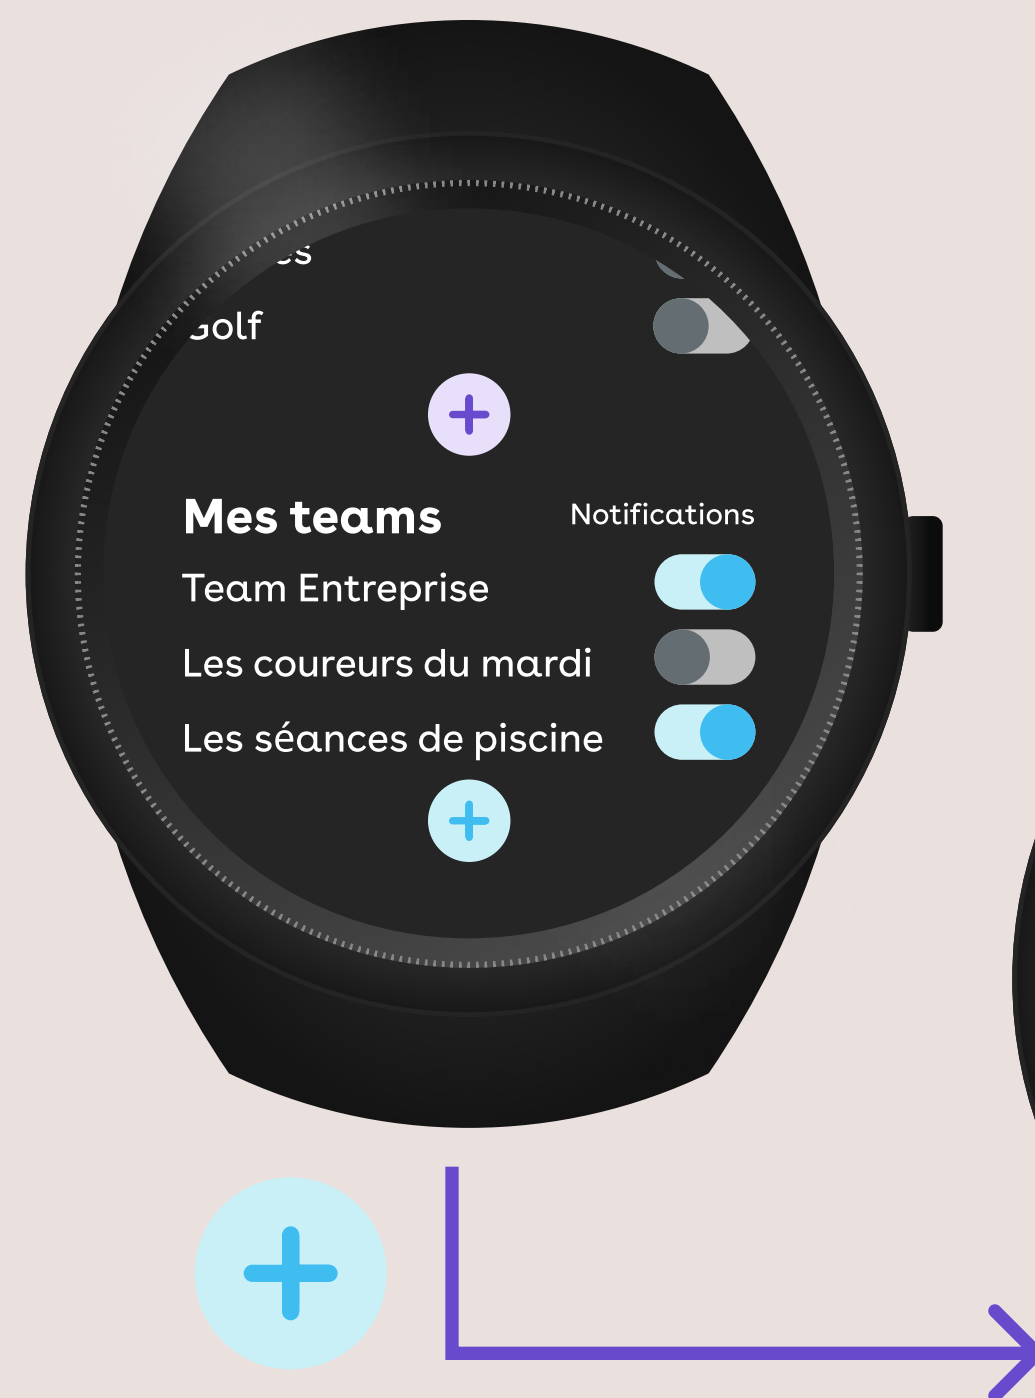 Golf
Mes teams
Notifications
Team Entreprise
Les coureurs du mardi
Les séances de piscine